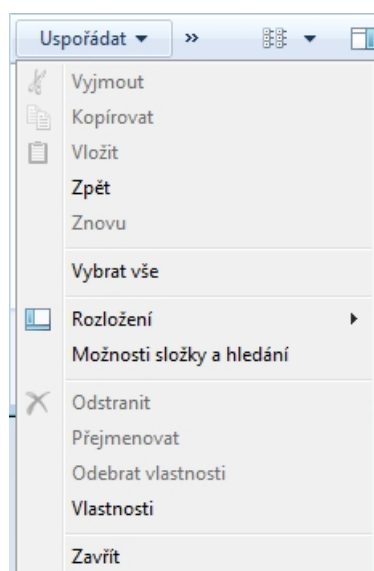 Uspořádat
»
Vyjmout
Kopírovat
Vložit
Zpět
Znovu
Vybrat vše
Rozložení
Možnosti složky a hledání
Odstranit
Přejmenovat
Odebrat vlastnosti
Vlastnosti
Zavřít